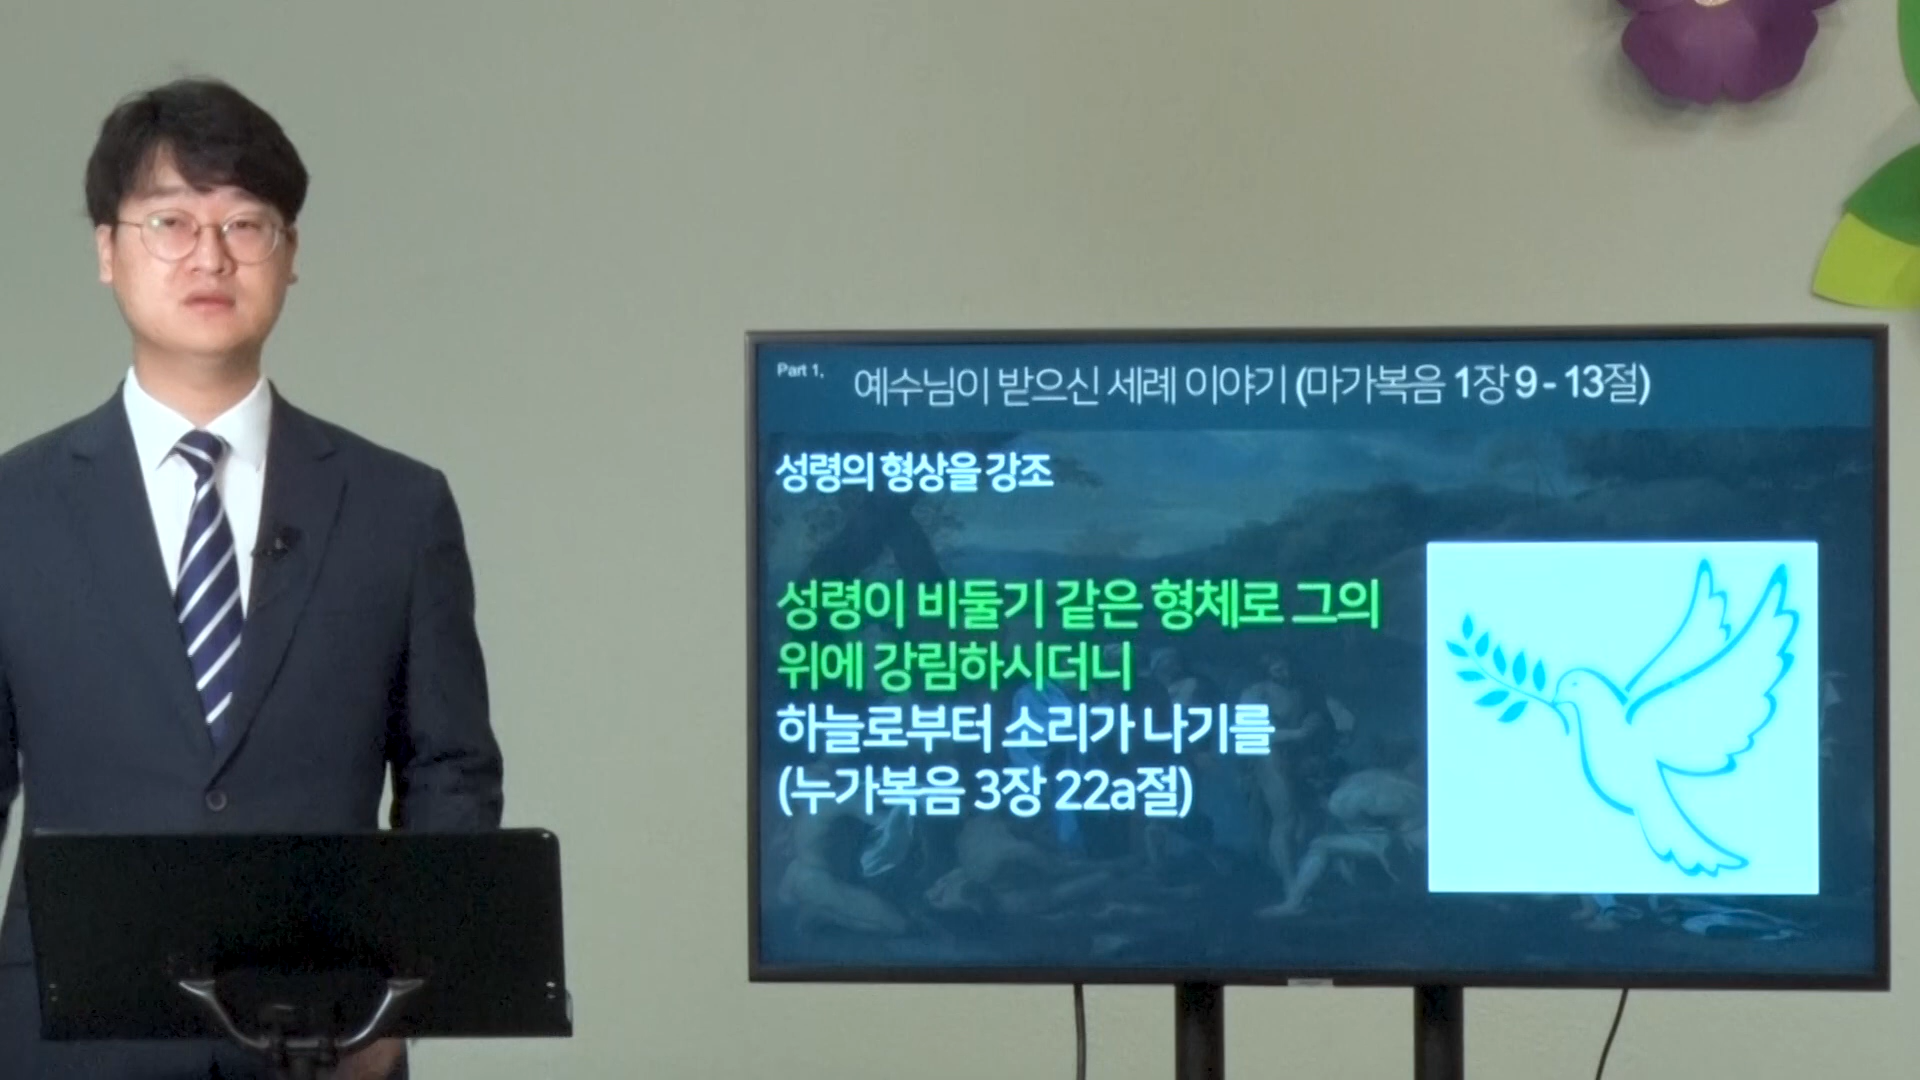 Part 1,
예수님이 받으신 세례 이야기 (마가복음 1장 9 - 13절)
성령의 형상을 강조
성령이 비둘기 같은 형체로 그의
위에 강림하시더니
하늘로부터 소리가 나기를
(누가복음 3장 22a절)